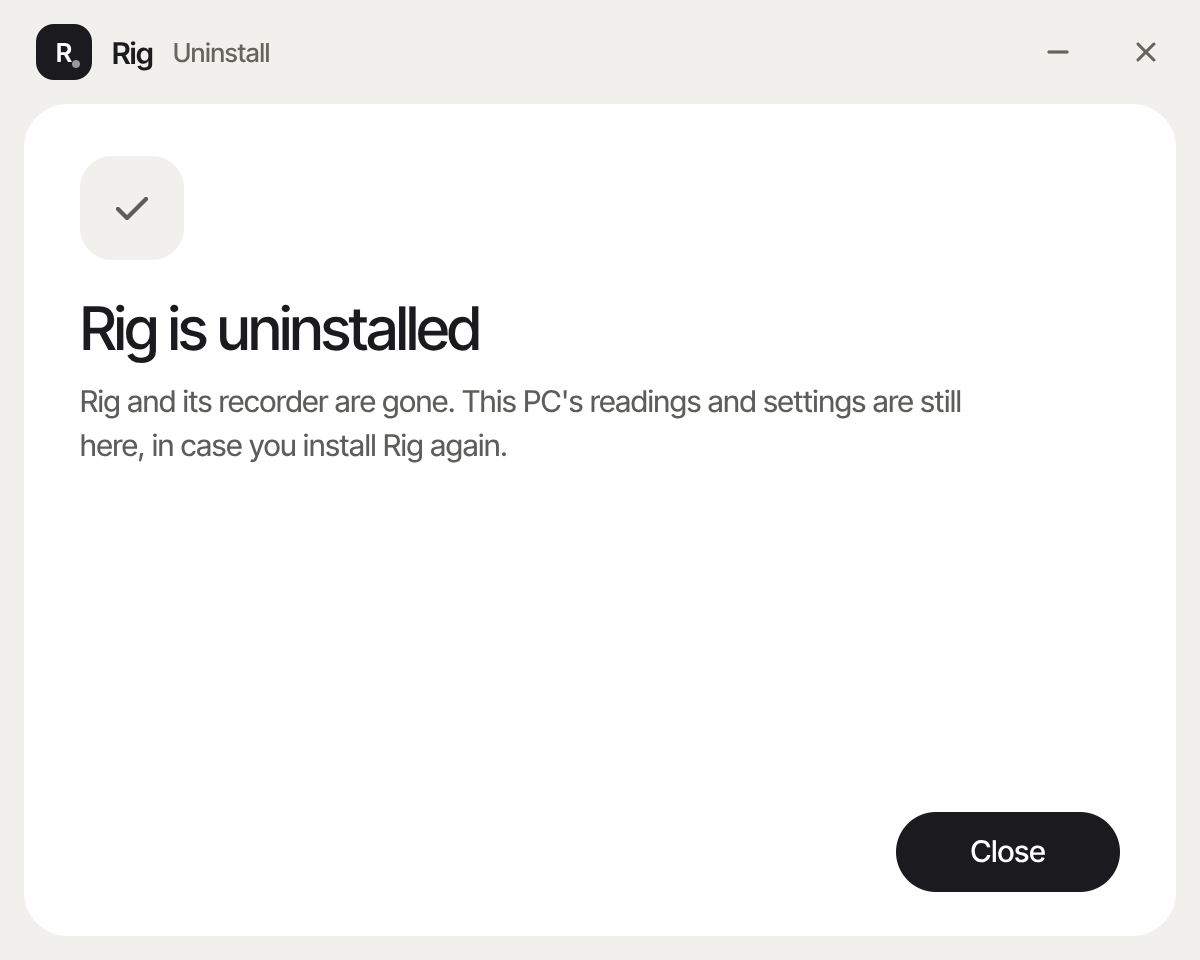 R
Rig Uninstall
Rig is uninstalled
Rig and its recorder are gone. This PC's readings and settings are still
here, in case you install Rig again.
Close